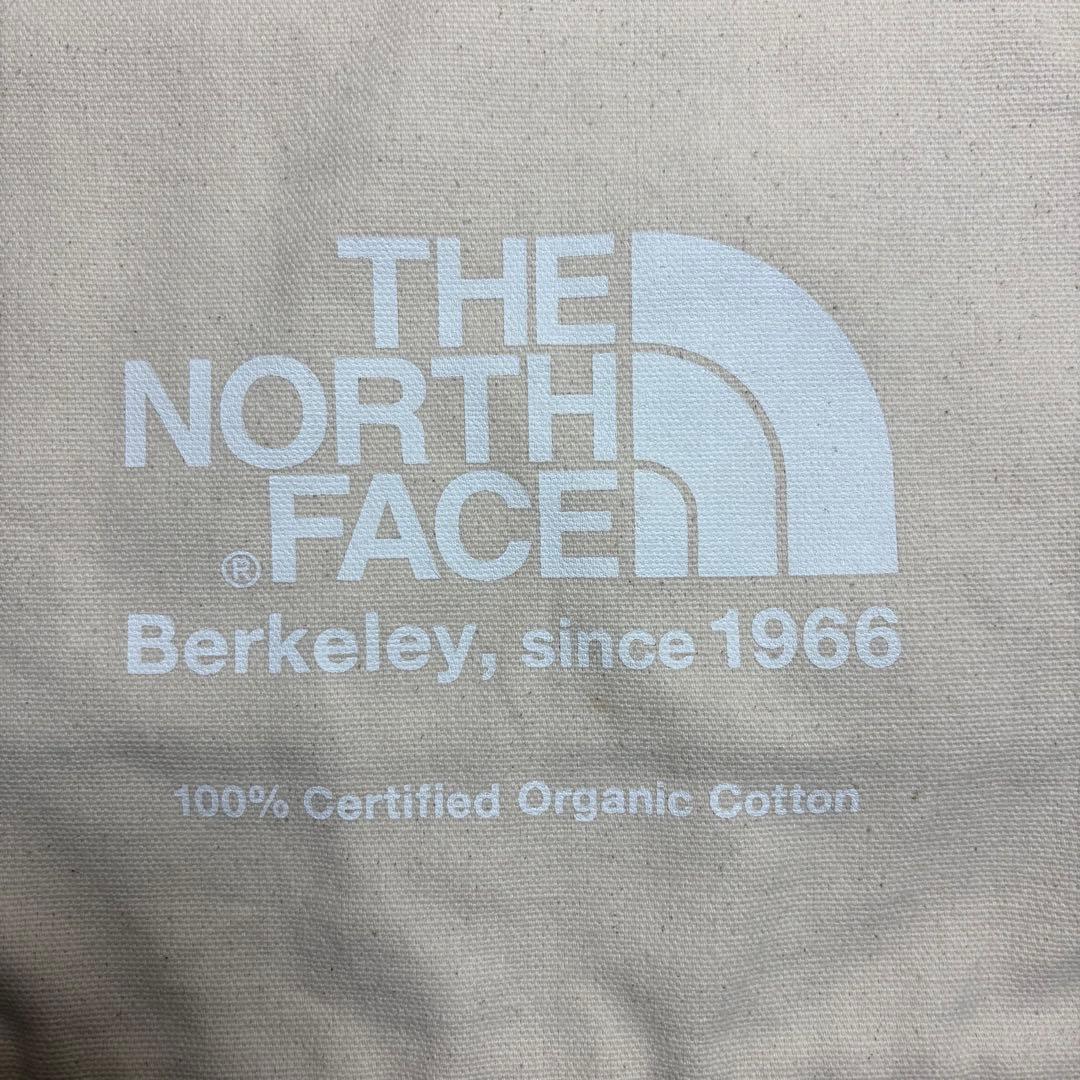 THE
NORTH
® FACE
Berkeley, since 1966
100% Certified Organic Cotton